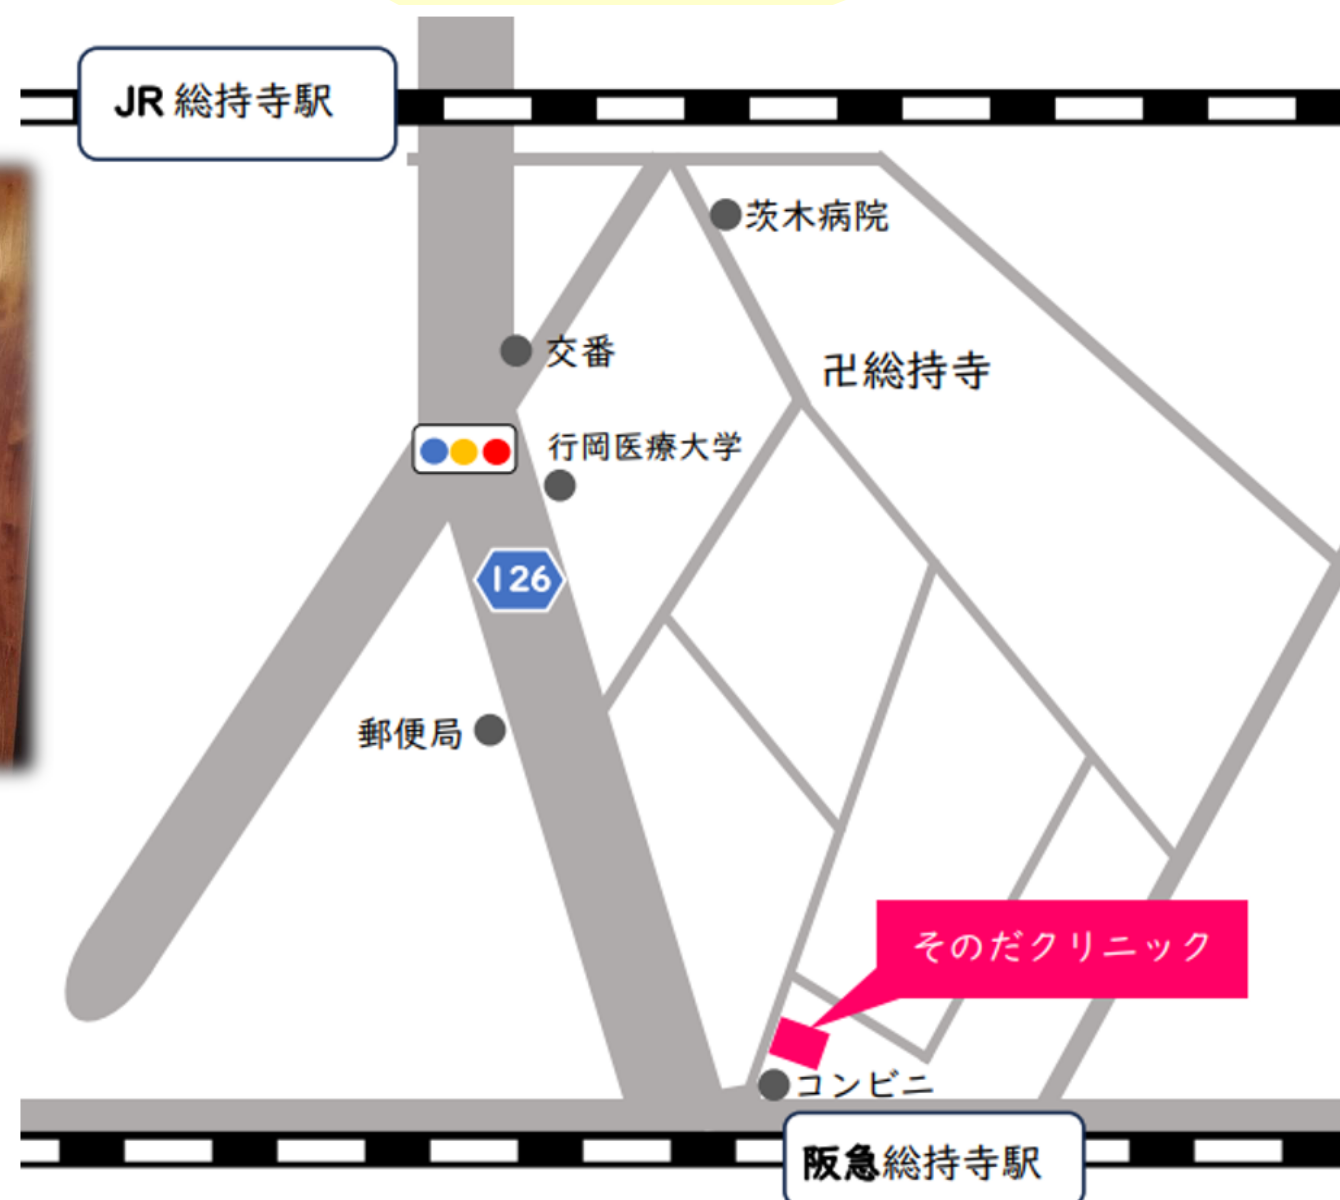 JR 総持寺駅
茨木病院
交番
卍総持寺
行岡医療大学
126
郵便局
そのだクリニック
コンビニ
阪急総持寺駅